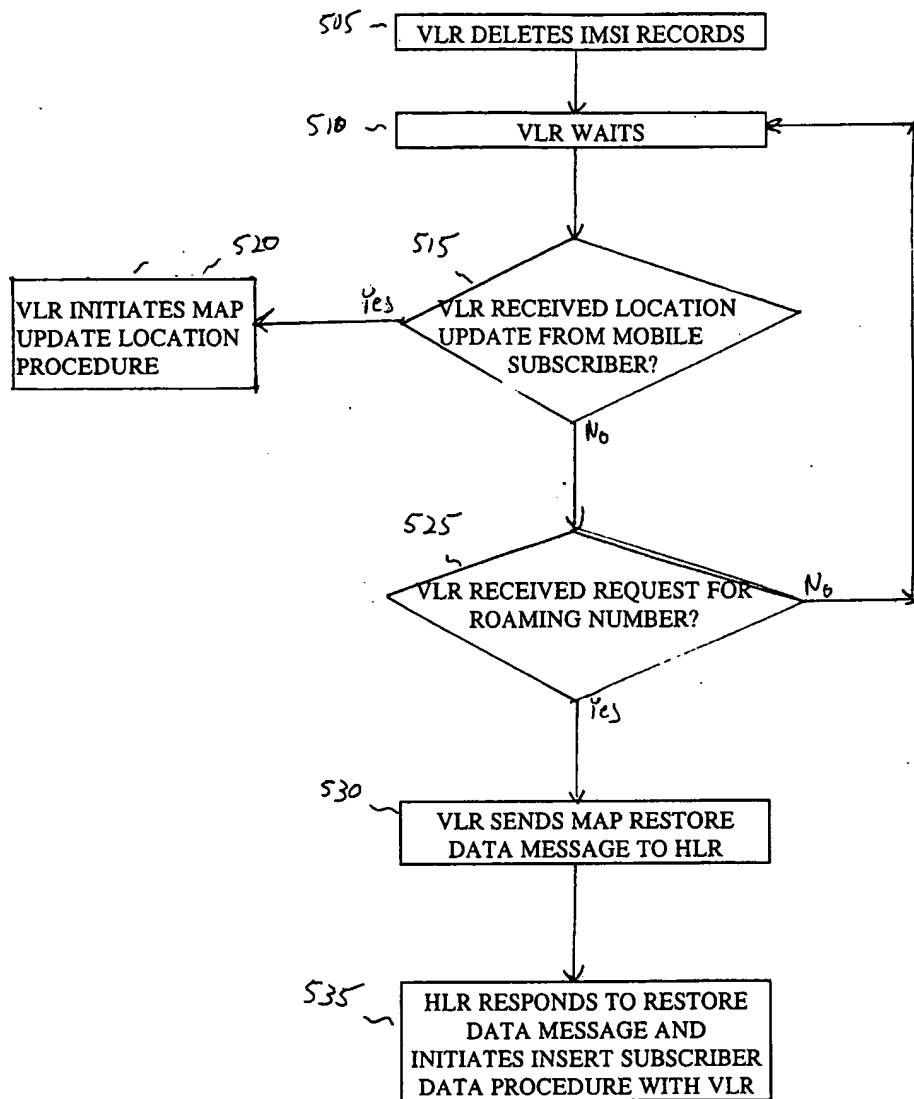 505
VLR DELETES IMSI RECORDS
510
VLR WAITS
520
515
VLR INITIATES MAP
UPDATE LOCATION
PROCEDURE
Yes
VLR RECEIVED LOCATION
UPDATE FROM MOBILE
SUBSCRIBER?
No
525
VLR RECEIVED REQUEST FOR
ROAMING NUMBER?
No
Yes
530
VLR SENDS MAP RESTORE
DATA MESSAGE TO HLR
535
HLR RESPONDS TO RESTORE
DATA MESSAGE AND
INITIATES INSERT SUBSCRIBER
DATA PROCEDURE WITH VLR